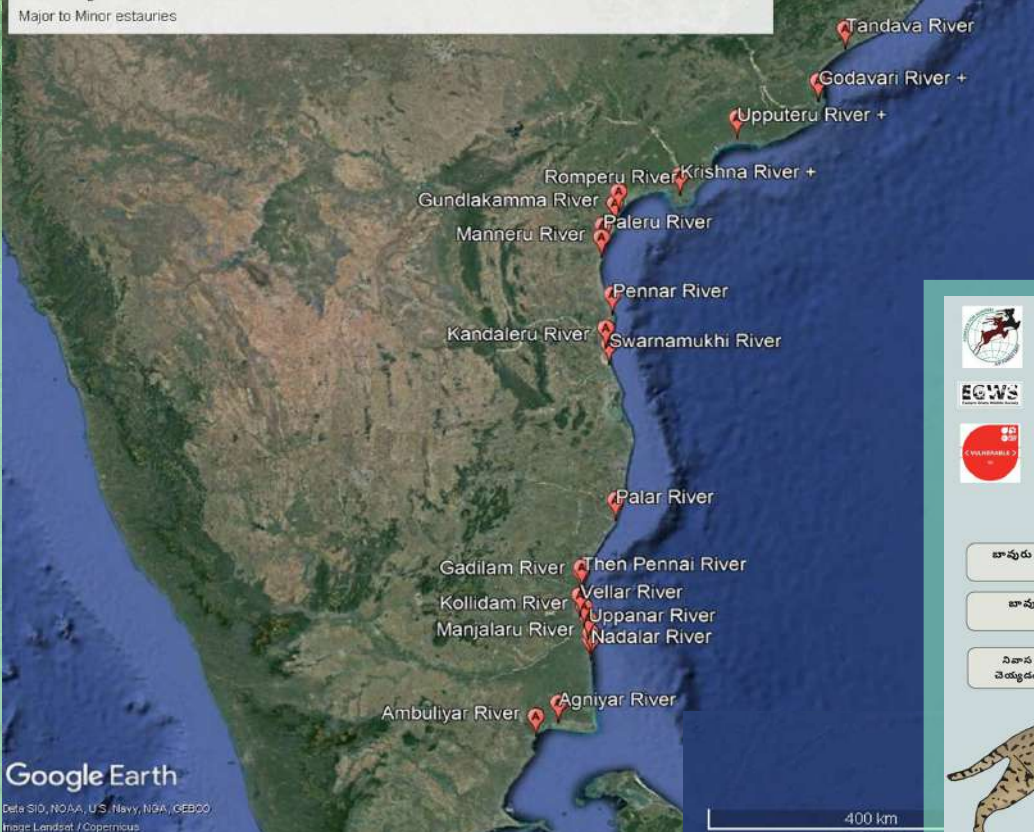 Major to Minor estauries
Tandava River
Godavari River +
Upputeru River +
Romperu River
Krishna River +
Gundlakamma River
Paleru River
Manneru River
Pennar River
Kandaleru River
Swarnamukhi River
Palar River
Gadilam River
Then Pennai River
Vellar River
Kollidam River
Uppanar River
Manjalaru River
Nadalar River
Agniyar River
Ambuliyar River
Google Earth
Data SIO, NOAA, U.S. Navy, NGA, GEBCO
Image Landsat / Copernicus
400 km
EGWS
< VULNERABLE >
బావురు
నివాస